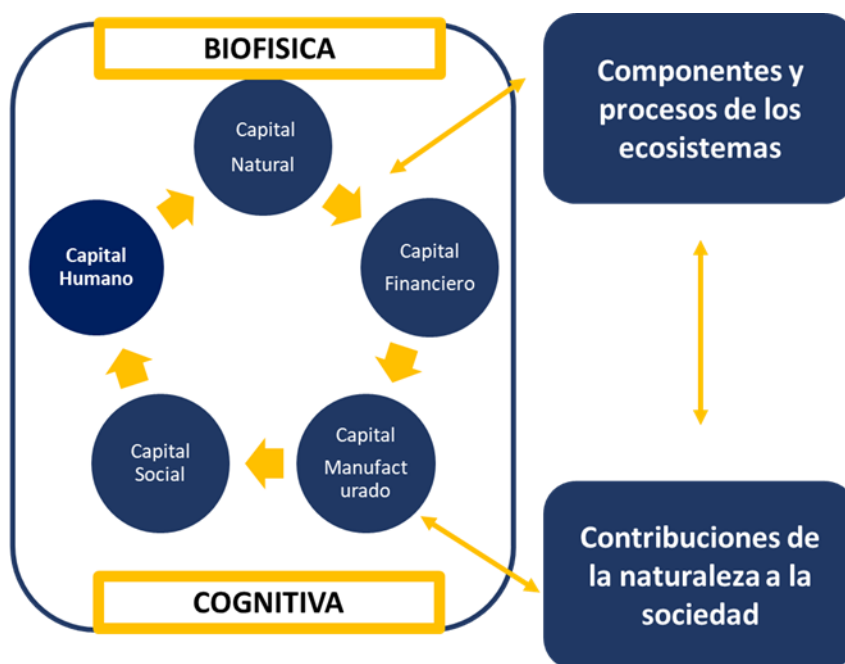 BIOFISICA
Capital
Natural
Capital
Financiero
Capital
Manufact
urado
Capital
Social
Capital
Humano
COGNITIVA
Componentes y
procesos de los
ecosistemas
Contribuciones de
la naturaleza a la
sociedad